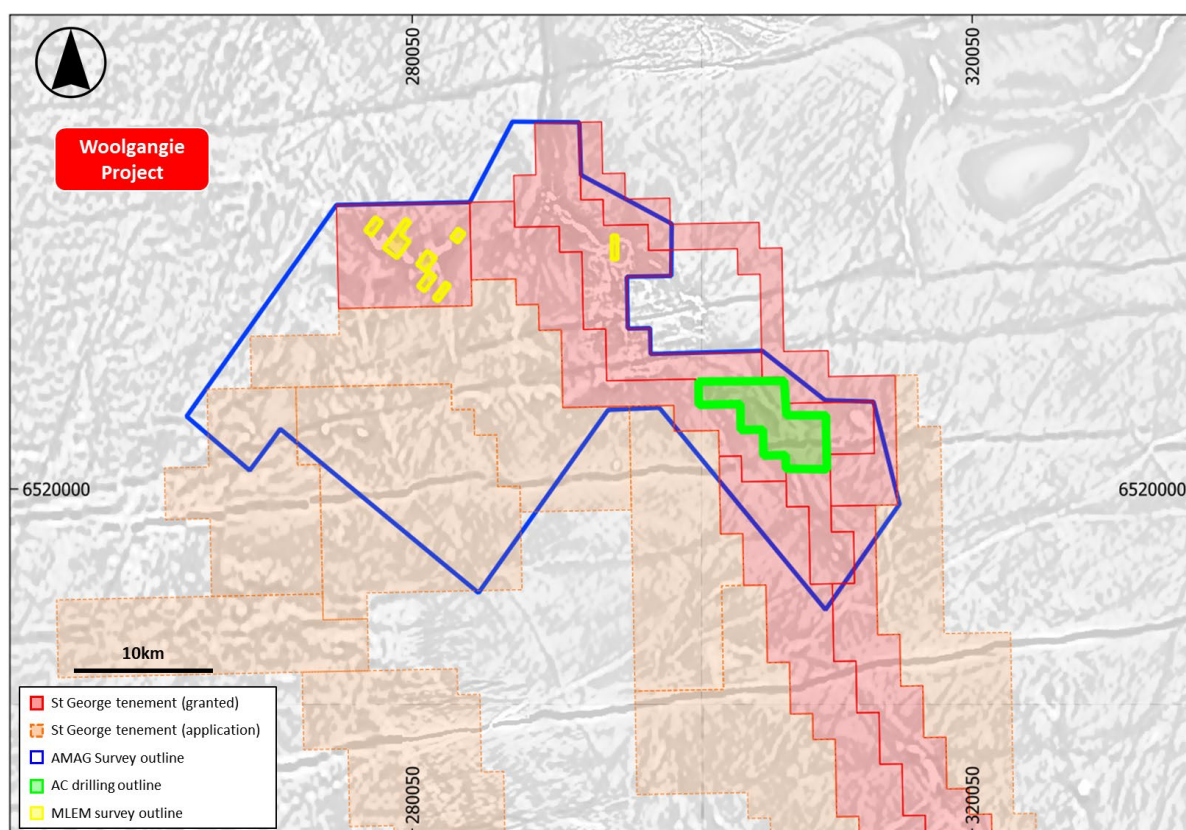 280050
320050
Woolgangie
Project
6520000
6520000
10km
280050
320050
St George tenement (granted)
St George tenement (application)
AMAG Survey outline
AC drilling outline
MLEM survey outline